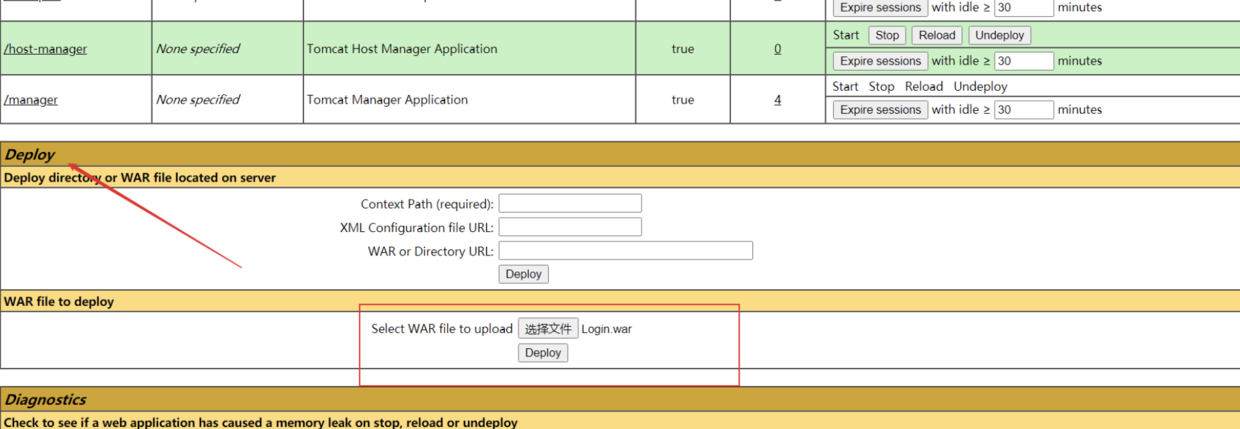 Expire sessions with idle ≥ 30 minutes
/host-manager None specified Tomcat Host Manager Application true 0 Start Stop Reload Undeploy
Expire sessions with idle ≥ 30 minutes
/manager None specified Tomcat Manager Application true 4 Start Stop Reload Undeploy
Expire sessions with idle ≥ 30 minutes
Deploy
Deploy directory or WAR file located on server
Context Path (required):
XML Configuration file URL:
WAR or Directory URL:
Deploy
WAR file to deploy
Select WAR file to upload 选择文件 Login.war
Deploy
Diagnostics
Check to see if a web application has caused a memory leak on stop, reload or undeploy